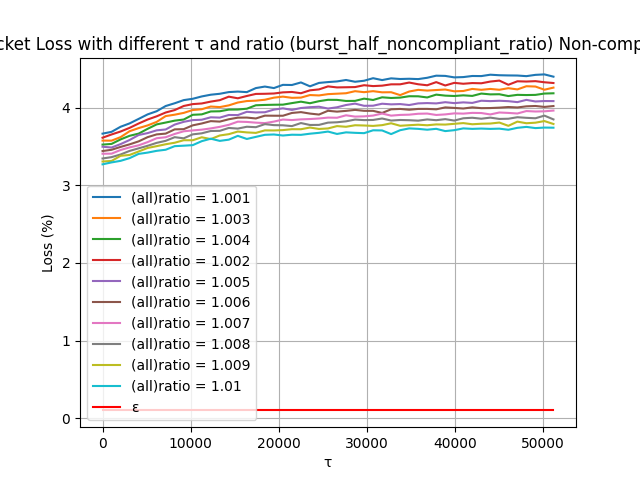 cket Loss with different τ and ratio (burst_half_noncompliant_ratio) Non-comp
Loss (%)
4
3
2
1
0
(all)ratio = 1.001
(all)ratio = 1.003
(all)ratio = 1.004
(all)ratio = 1.002
(all)ratio = 1.005
(all)ratio = 1.006
(all)ratio = 1.007
(all)ratio = 1.008
(all)ratio = 1.009
(all)ratio = 1.01
ε
0 10000 20000 30000 40000 50000
τ